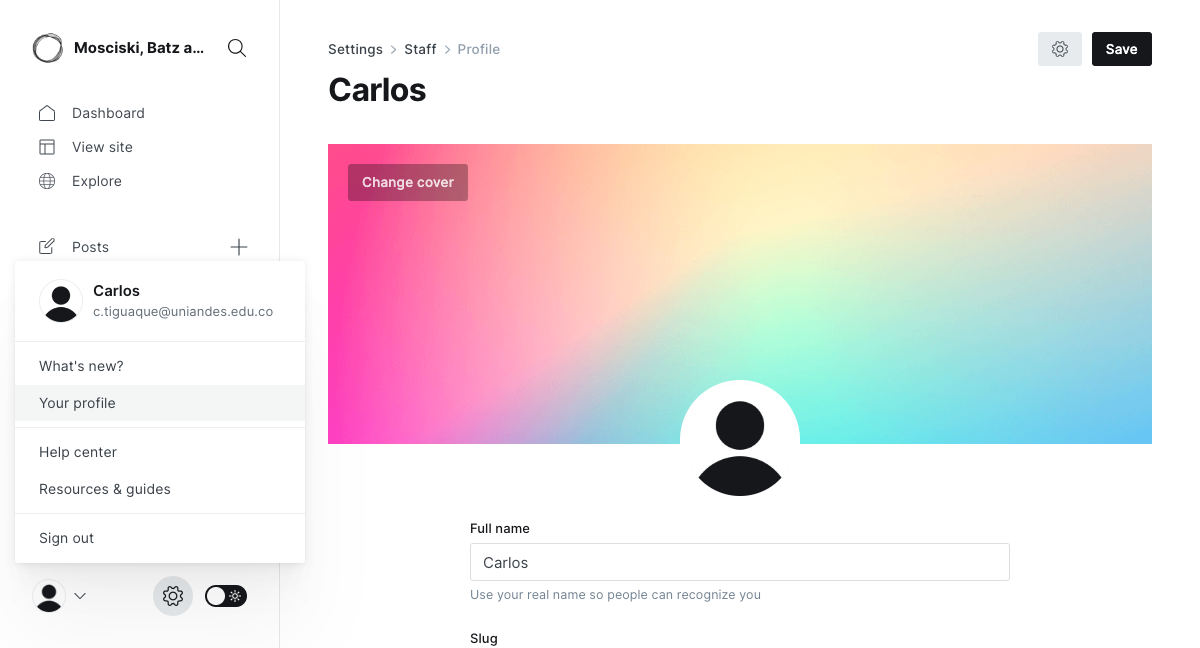 Mosciski, Batz a...
Dashboard
View site
Explore
Posts
Carlos
c.tiguaque@uniandes.edu.co
What's new?
Your profile
Help center
Resources & guides
Sign out
Settings > Staff > Profile
Save
Carlos
Change cover
Full name
Carlos
Use your real name so people can recognize you
Slug